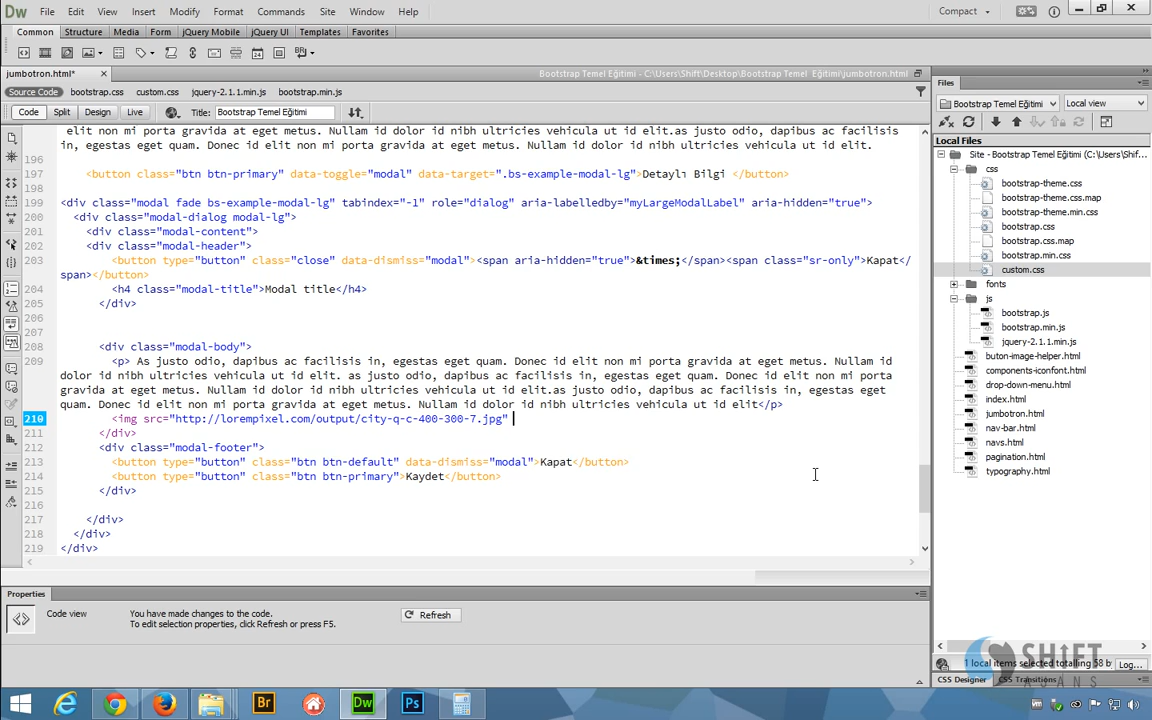 Dw File Edit View Insert Modify Format Commands Site Window Help Compact
Common Structure Media Form jQuery Mobile jQuery UI Templates Favorites
jumbotron.html* Bootstrap Temel Eğitimi - C:\Users\Shift\Desktop\Bootstrap Temel Eğitimi\jumbotron.html
Source Code bootstrap.css custom.css jquery-2.1.1.min.js bootstrap.min.js
Code Split Design Live Title: Bootstrap Temel Eğitimi
elit non mi porta gravida at eget metus. Nullam id dolor id nibh ultricies vehicula ut id elit.as justo odio, dapibus ac facilisis
in, egestas eget quam. Donec id elit non mi porta gravida at eget metus. Nullam id dolor id nibh ultricies vehicula ut id elit.
196
197 <button class="btn btn-primary" data-toggle="modal" data-target=".bs-example-modal-lg">Detaylı Bilgi </button>
198
199 <div class="modal fade bs-example-modal-lg" tabindex="-1" role="dialog" aria-labelledby="myLargeModalLabel" aria-hidden="true">
200 <div class="modal-dialog modal-lg">
201 <div class="modal-content">
202 <div class="modal-header">
203 <button type="button" class="close" data-dismiss="modal"><span aria-hidden="true">&times;</span><span class="sr-only">Kapat</
span></button>
204 <h4 class="modal-title">Modal title</h4>
205 </div>
206
207
208 <div class="modal-body">
209 <p> As justo odio, dapibus ac facilisis in, egestas eget quam. Donec id elit non mi porta gravida at eget metus. Nullam id
dolor id nibh ultricies vehicula ut id elit. as justo odio, dapibus ac facilisis in, egestas eget quam. Donec id elit non mi porta
gravida at eget metus. Nullam id dolor id nibh ultricies vehicula ut id elit.as justo odio, dapibus ac facilisis in, egestas eget
quam. Donec id elit non mi porta gravida at eget metus. Nullam id dolor id nibh ultricies vehicula ut id elit</p>
210 <img src="http://lorempixel.com/output/city-q-c-400-300-7.jpg"
211 </div>
212 <div class="modal-footer">
213 <button type="button" class="btn btn-default" data-dismiss="modal">Kapat</button>
214 <button type="button" class="btn btn-primary">Kaydet</button>
215 </div>
216
217 </div>
218 </div>
219 </div>
Properties
Code view You have made changes to the code.
To edit selection properties, click Refresh or press F5.
Refresh
Files
Bootstrap Temel Eğitimi Local view
Local Files
Site - Bootstrap Temel Eğitimi (C:\Users\Shif...
css
bootstrap-theme.css
bootstrap-theme.css.map
bootstrap-theme.min.css
bootstrap.css
bootstrap.css.map
bootstrap.min.css
custom.css
fonts
js
bootstrap.js
bootstrap.min.js
jquery-2.1.1.min.js
buton-image-helper.html
components-iconfont.html
drop-down-menu.html
index.html
jumbotron.html
nav-bar.html
navs.html
pagination.html
typography.html
SHiFT
AJANS
1 local items selected totalling 58 b Log...
CSS Designer CSS Transitions
Br Dw Ps